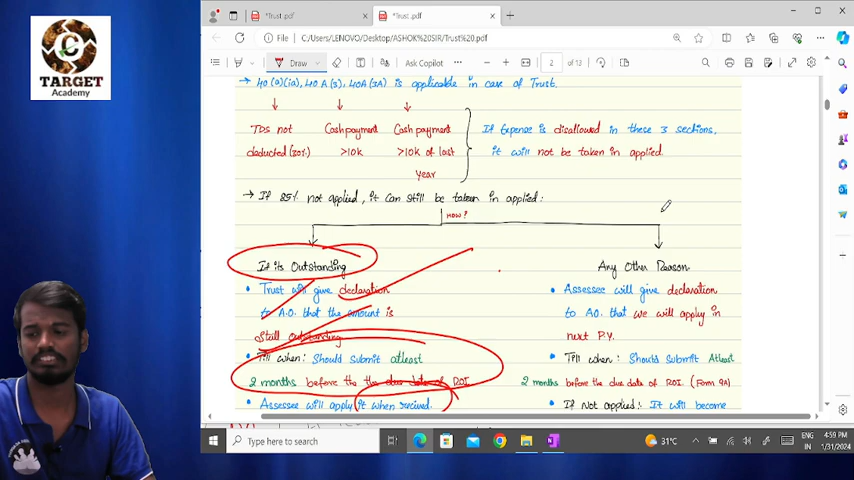 TARGET
Academy
*Trust.pdf
*Trust .pdf
File
C:/Users/LENOVO/Desktop/ASHOK%20SIR/Trust%20.pdf
Draw
Ask Copilot
2 of 13
→ 40(a)(ia), 40 A (3), 40A (3A) is applicable in case of Trust.
TDS not Cash payment Cash payment If Expense is disallowed in these 3 sections,
deducted (30%) >10k >10k of last it will not be taken in applied
year
→ If 85% not applied, it can still be taken in applied:
How?
If its Outstanding Any Other Reason
• Trust will give declaration • Assessee will give declaration
to A.O. that the amount is to A.O. that we will apply in
Still Outstanding next P.Y.
• Till when: Should submit atleast • Till when: Should submit Atleast
2 months before the the due date of ROI. 2 months before the due date of ROI. (Form 9A)
• Assessee will apply it when recived. • If Not applied: It will become
Type here to search
31°C
ENG
IN
4:59 PM
1/31/2024